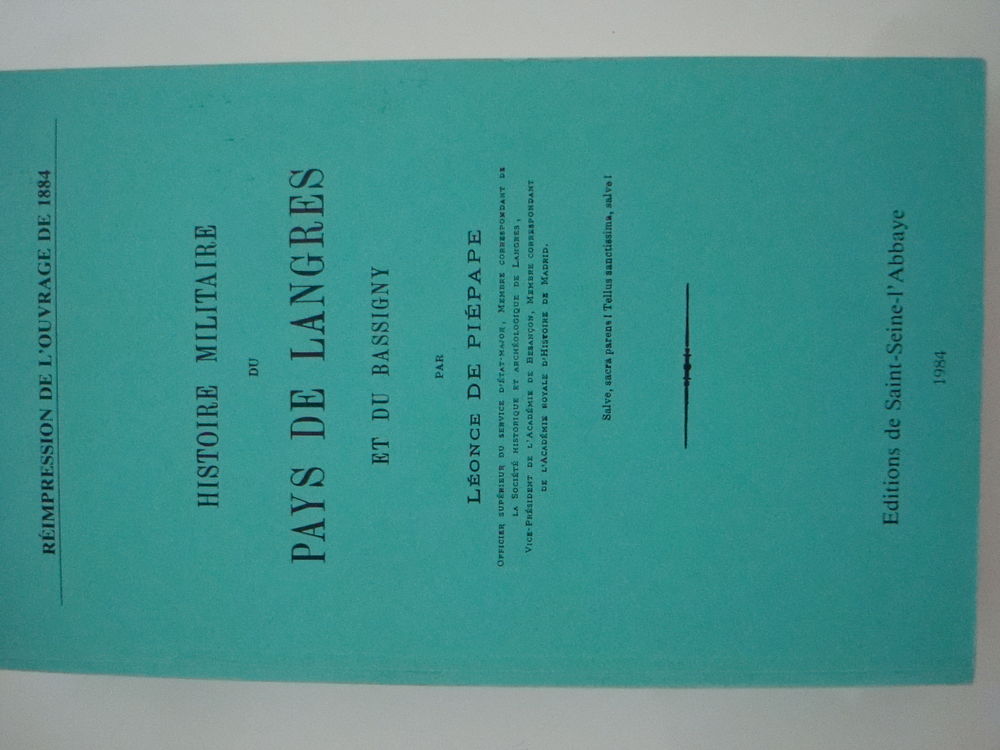 RÉIMPRESSION DE L'OUVRAGE DE 1884
HISTOIRE MILITAIRE
DU
PAYS DE LANGRES
ET DU BASSIGNY
PAR
LÉONCE DE PIÉPAPE
OFFICIER SUPÉRIEUR DU SERVICE D'ÉTAT-MAJOR, MEMBRE CORRESPONDANT DE
LA SOCIÉTÉ HISTORIQUE ET ARCHÉOLOGIQUE DE LANGRES,
VICE-PRÉSIDENT DE L'ACADÉMIE DE BESANÇON, MEMBRE CORRESPONDANT
DE L'ACADÉMIE ROYALE D'HISTOIRE DE MADRID.
Salve, sacra parens! Tellus sanctissima, salve!
Editions de Saint-Seine-l'Abbaye
1984